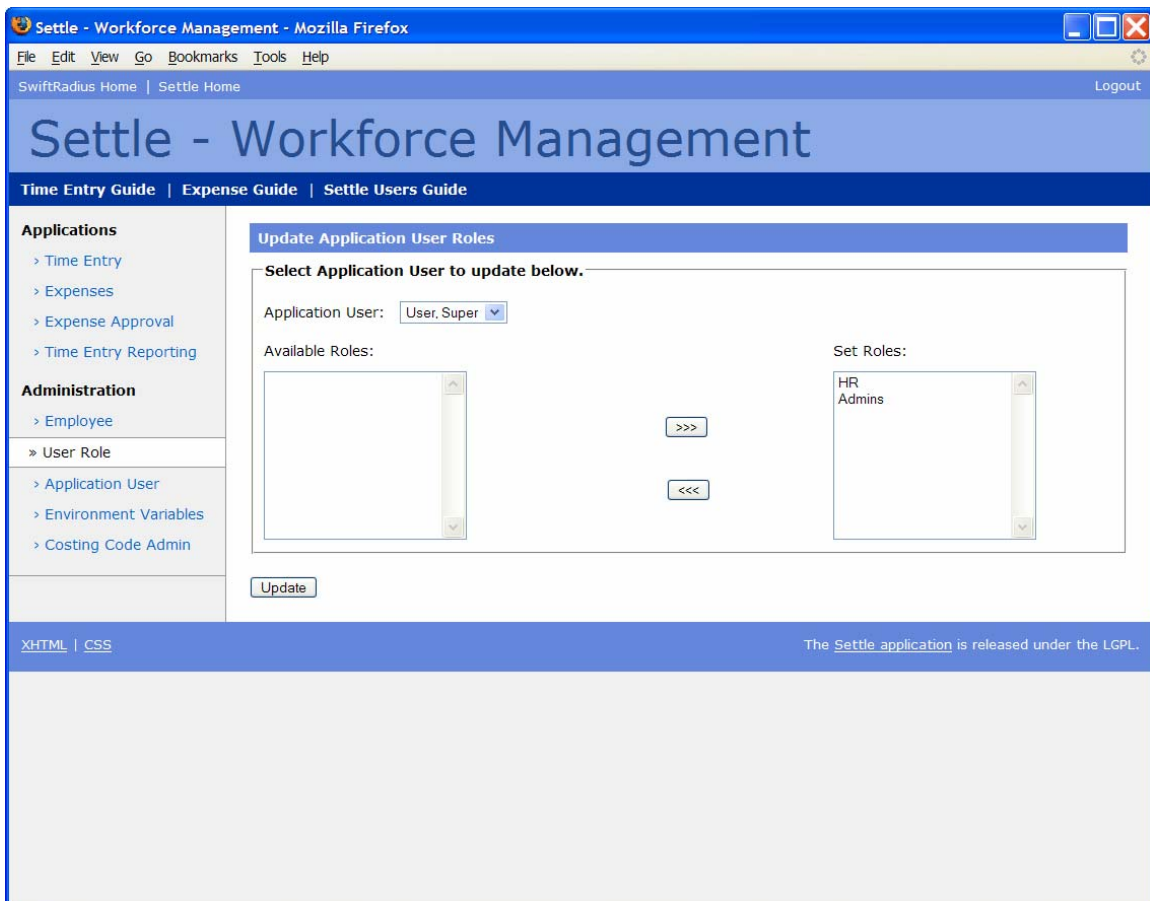 Settle - Workforce Management - Mozilla Firefox
File Edit View Go Bookmarks Tools Help
SwiftRadius Home | Settle Home Logout
Settle - Workforce Management
Time Entry Guide | Expense Guide | Settle Users Guide
Applications
› Time Entry
› Expenses
› Expense Approval
› Time Entry Reporting
Administration
› Employee
» User Role
› Application User
› Environment Variables
› Costing Code Admin
Update Application User Roles
Select Application User to update below.
Application User: User, Super
Available Roles: Set Roles:
HR
Admins
>>>
<<<
Update
XHTML | CSS The Settle application is released under the LGPL.